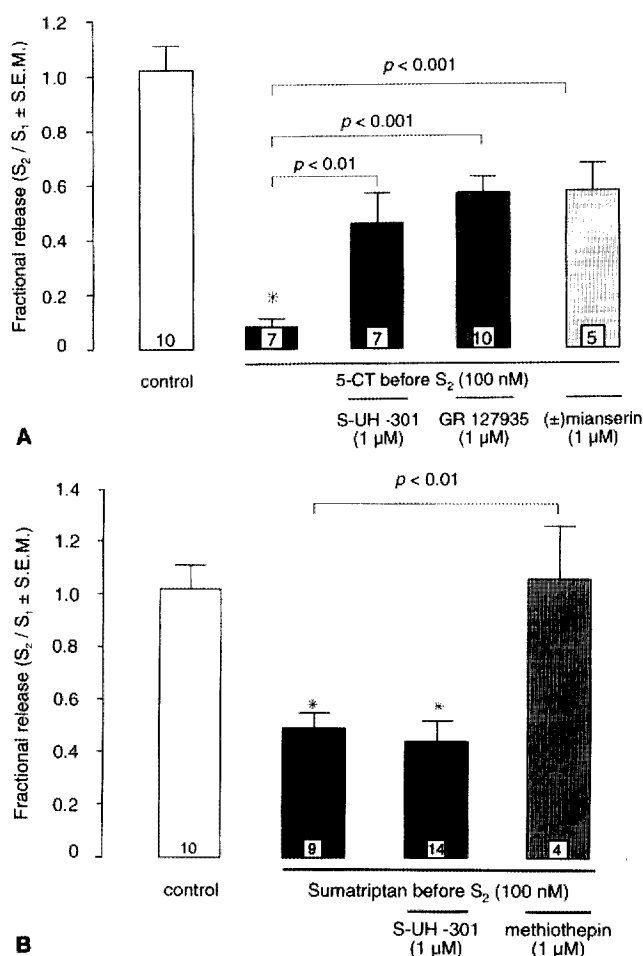 1.2
1.0
0.8
0.6
0.4
0.2
0
Fractional release (S₂ / S₁ ± S.E.M.)
p < 0.001
p < 0.001
p < 0.01
*
10
7
7
10
5
control
5-CT before S₂ (100 nM)
S-UH -301 GR 127935 (±)mianserin
(1 µM) (1 µM) (1 µM)
A
1.4
1.2
1.0
0.8
0.6
0.4
0.2
0
Fractional release (S₂ / S₁ ± S.E.M.)
p < 0.01
* *
10 9 14 4
control
Sumatriptan before S₂ (100 nM)
S-UH -301 methiothepin
(1 µM) (1 µM)
B